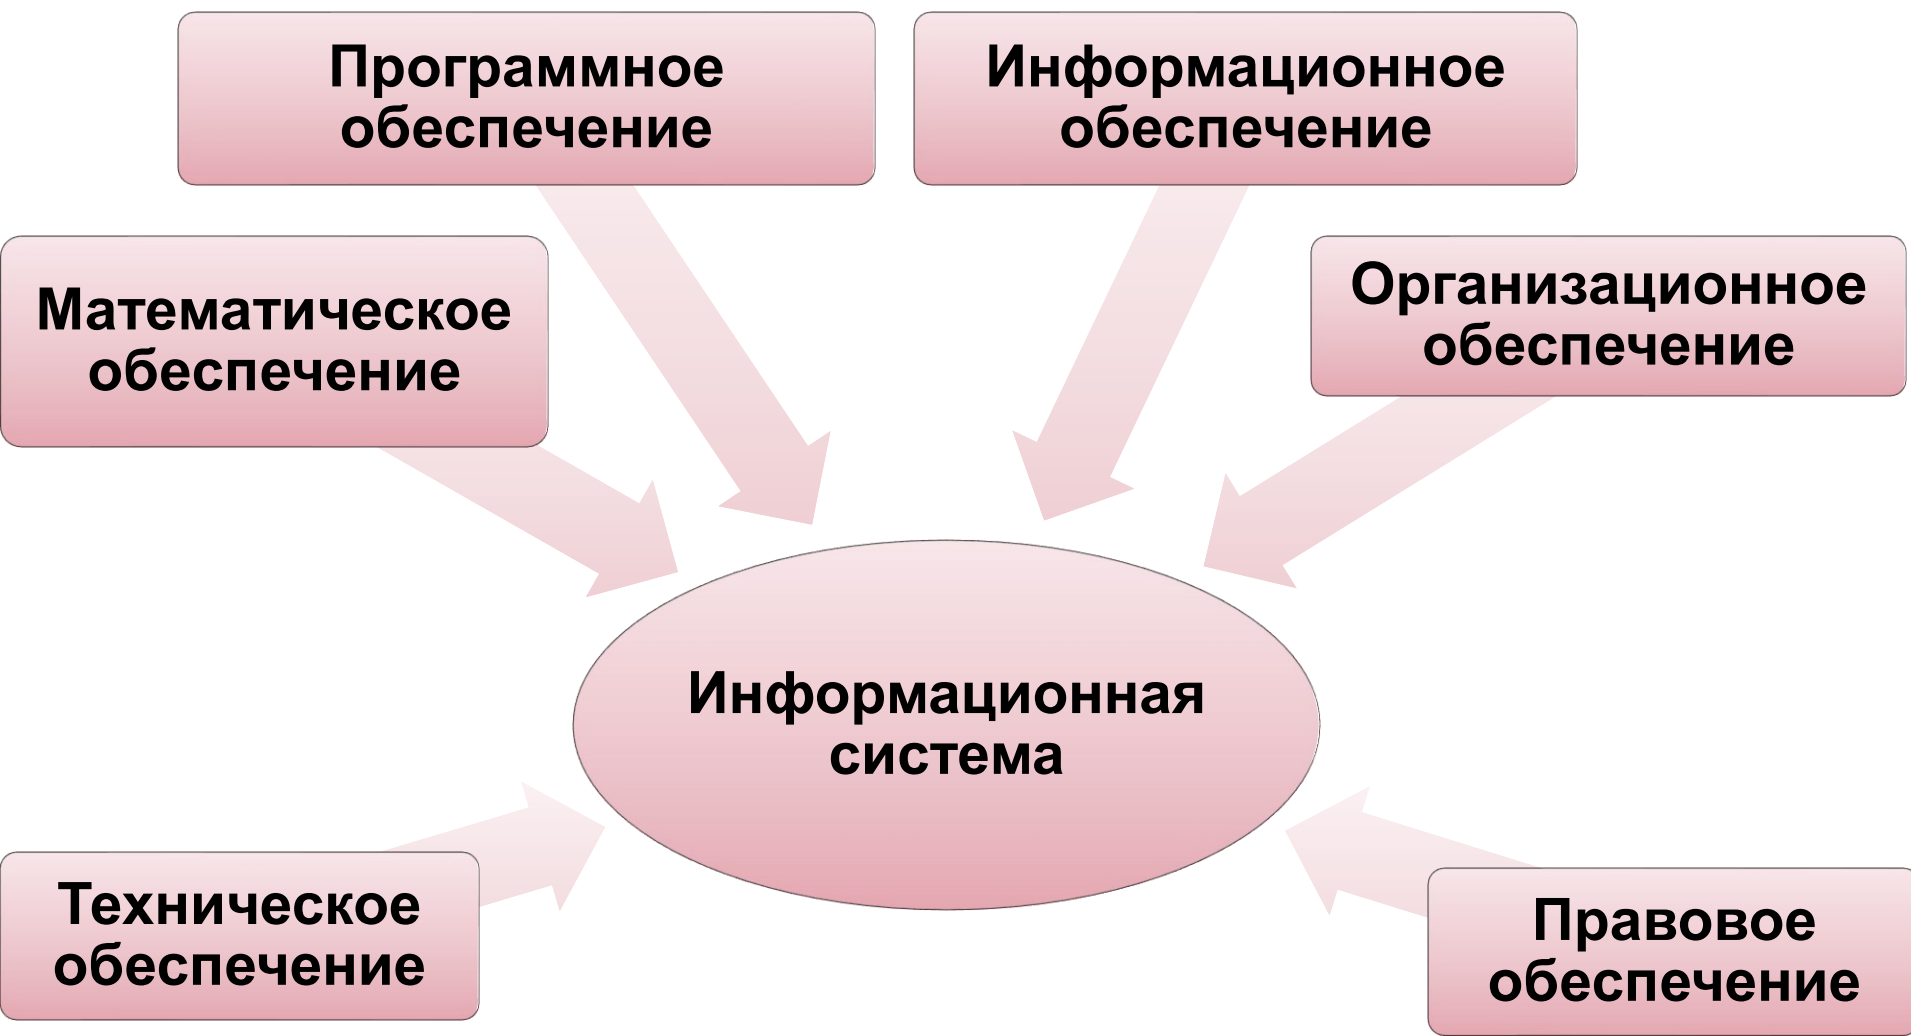 Программное
обеспечение
Информационное
обеспечение
Математическое
обеспечение
Организационное
обеспечение
Информационная
система
Техническое
обеспечение
Правовое
обеспечение